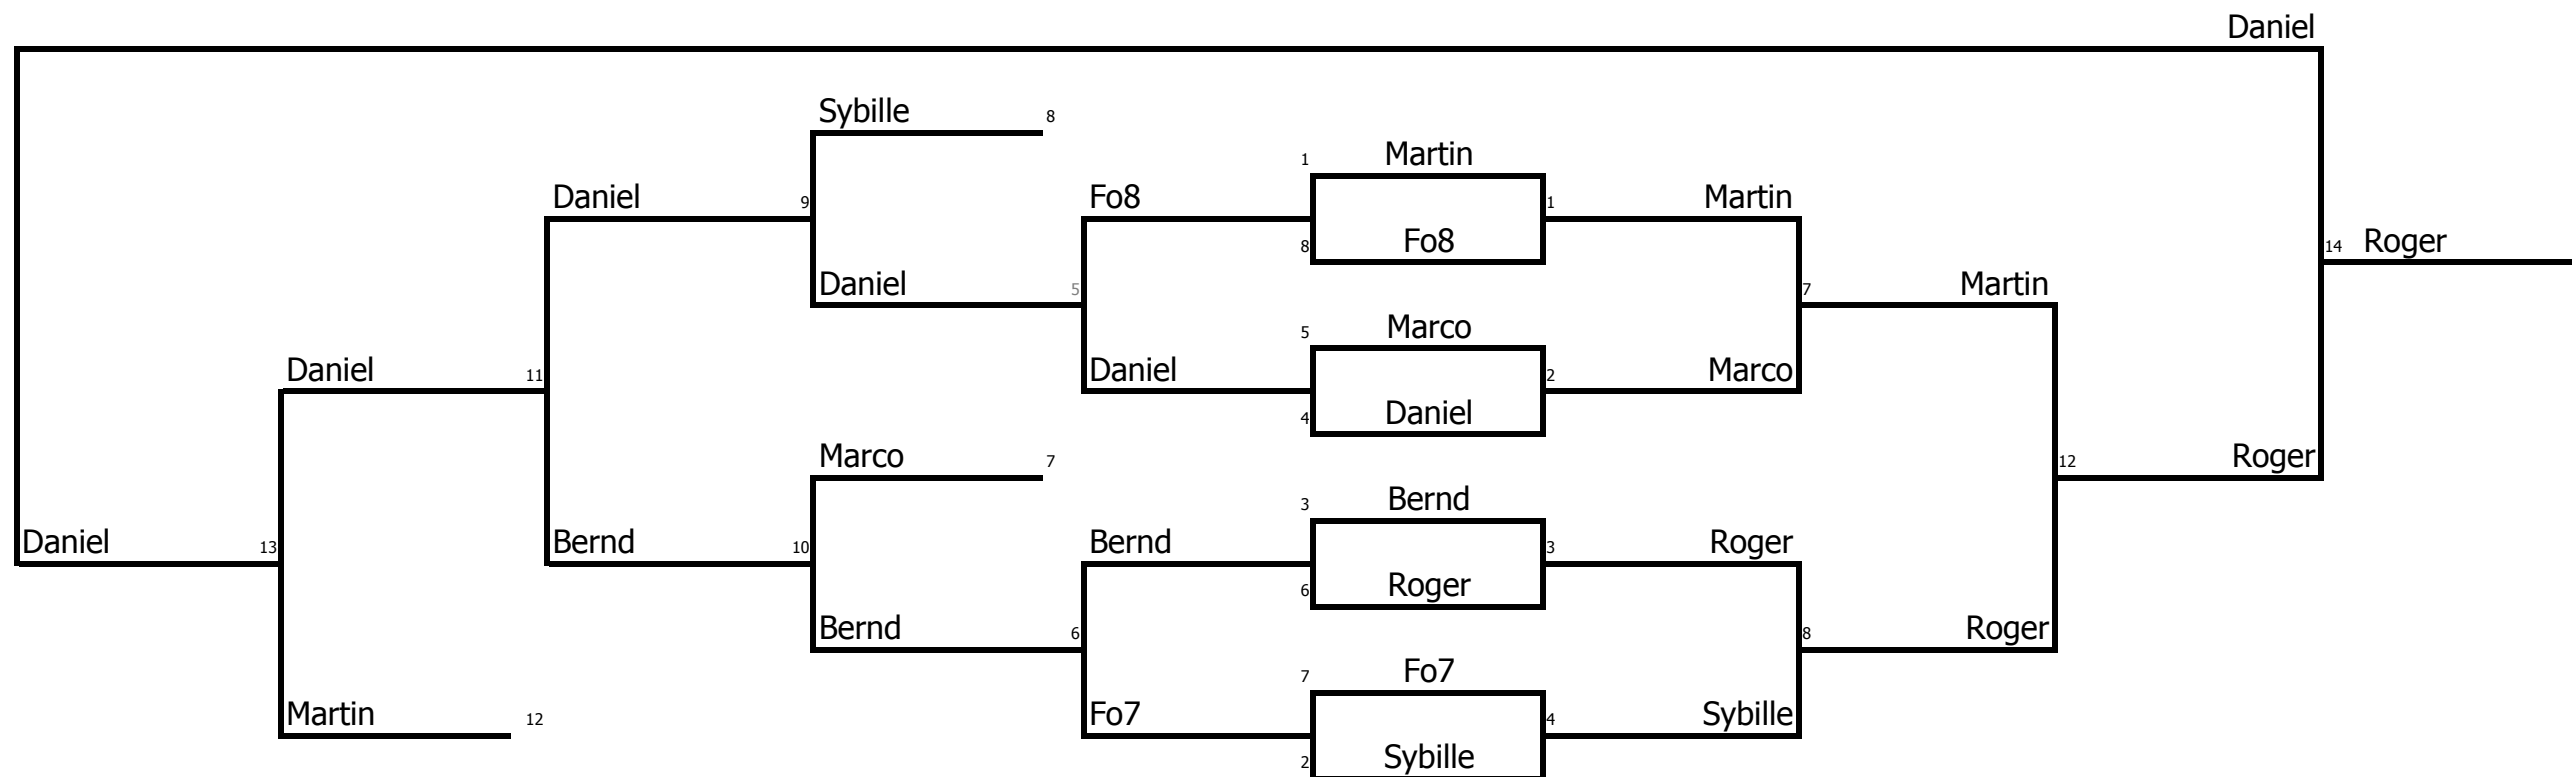 Daniel
Sybille 8
1 Martin
Daniel 9 Fo8 8 Fo8 1 Martin
14 Roger
Daniel 5 5 Marco 7 Martin
Daniel 11 Daniel 4 Daniel 2 Marco
Marco 7 12 Roger
3 Bernd
Daniel 13 Bernd 10 Bernd 6 Roger 3 Roger
Bernd 6 8 Roger
7 Fo7
Martin 12 Fo7 4 Sybille
2 Sybille